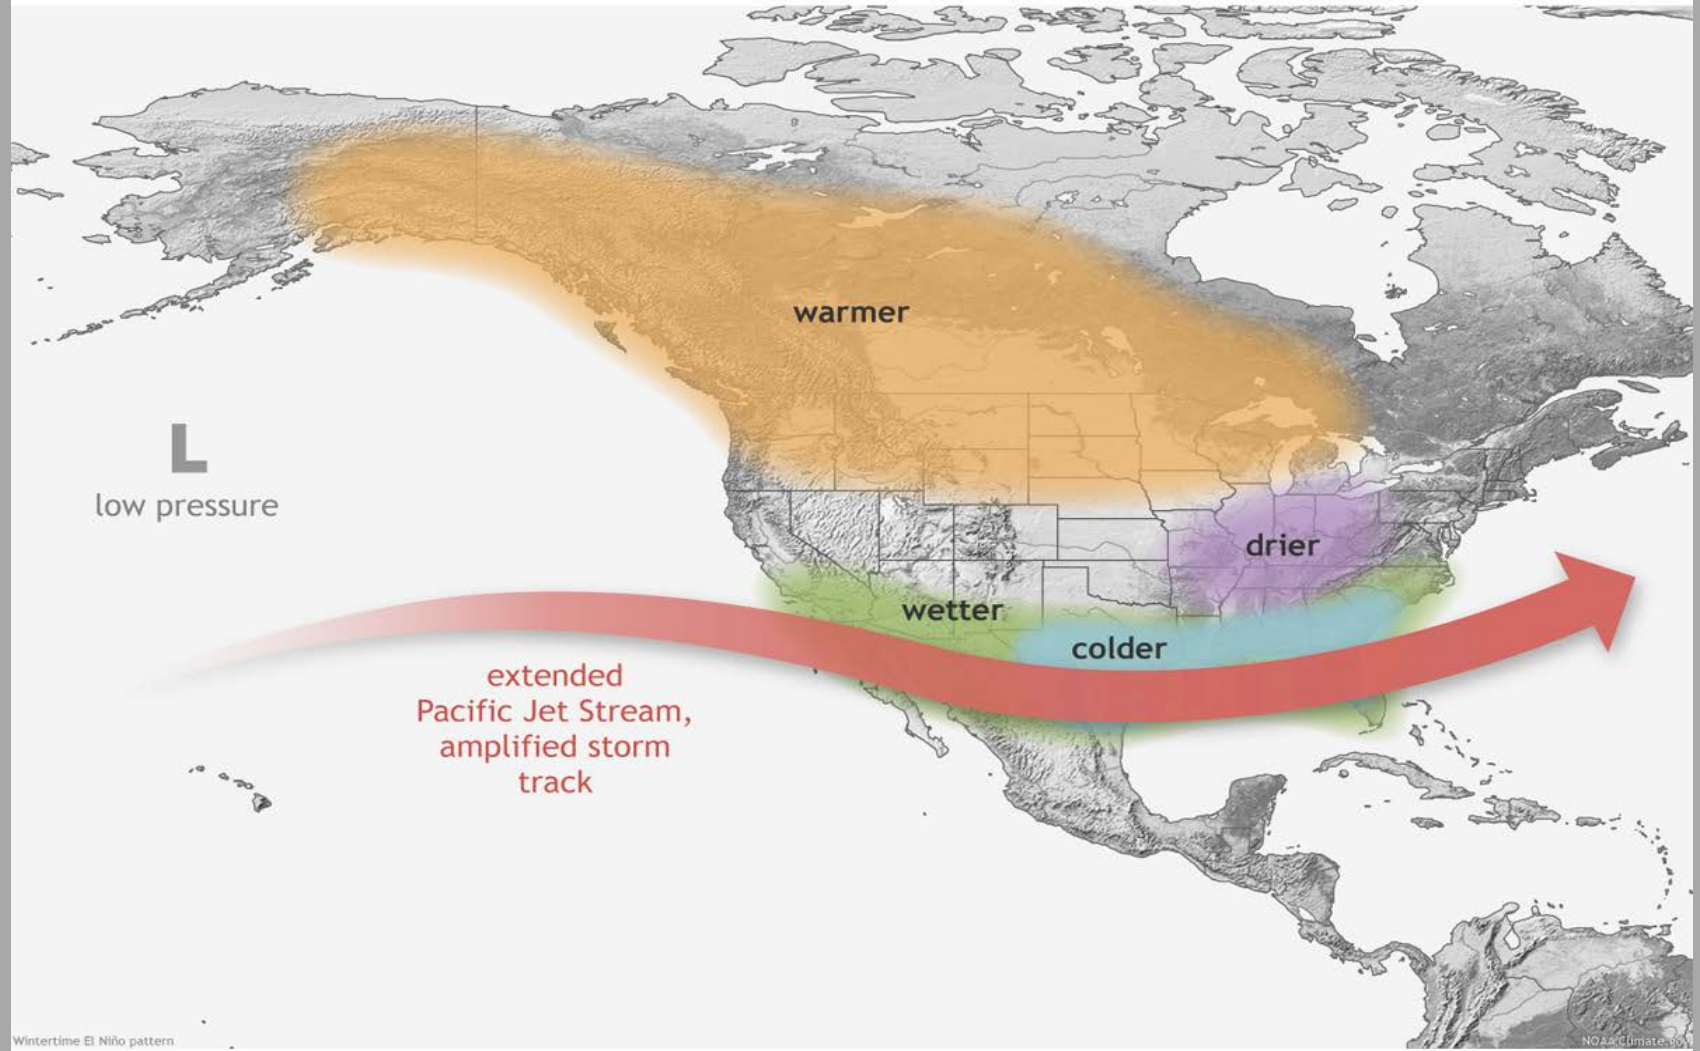 warmer
L
low pressure
drier
wetter
colder
extended
Pacific Jet Stream,
amplified storm
track
Wintertime El Niño pattern
NOAA Climate.gov